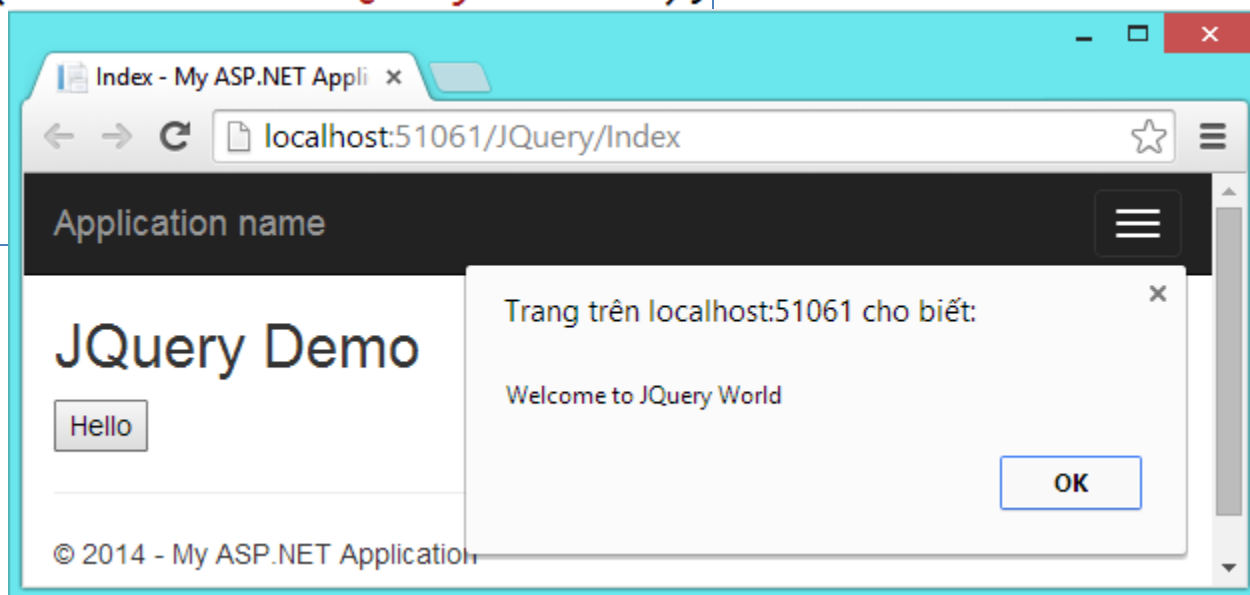 Index - My ASP.NET Appli
localhost:51061/JQuery/Index
Application name
JQuery Demo
Hello
Trang trên localhost:51061 cho biết:
Welcome to JQuery World
OK
© 2014 - My ASP.NET Application